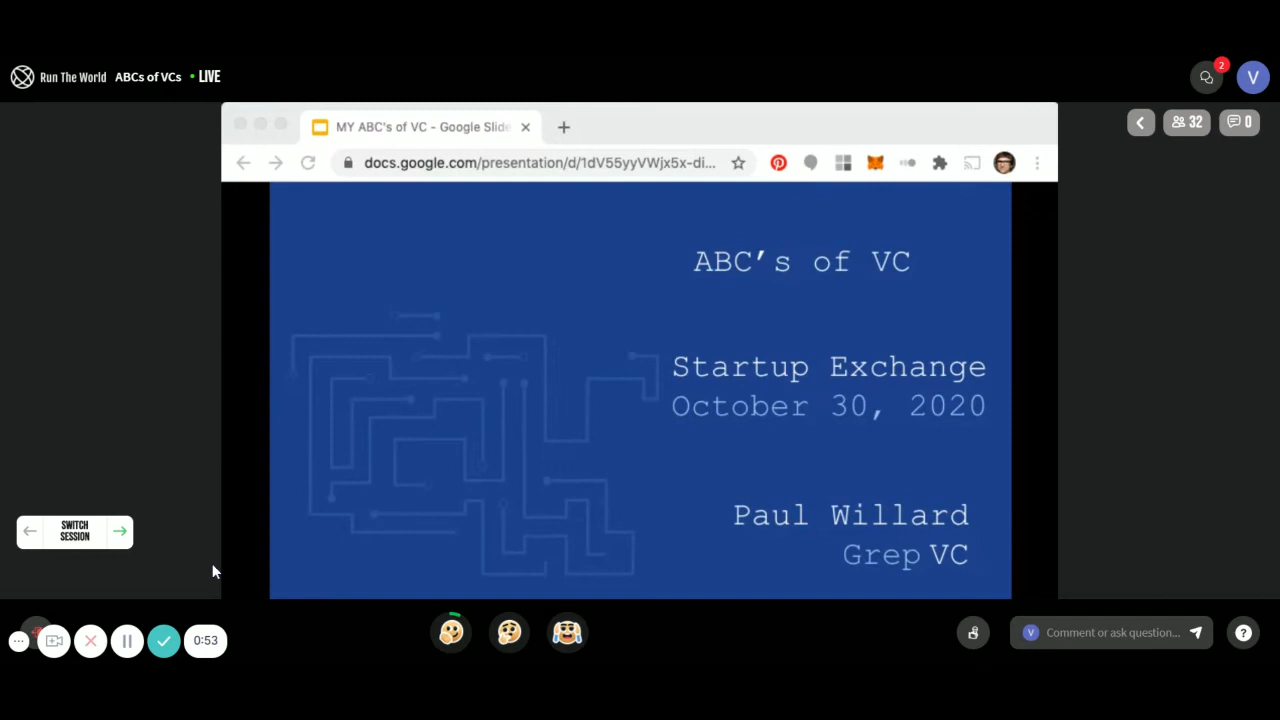 Run The World ABCs of VCs • LIVE
2
V
MY ABC's of VC - Google Slide
32
0
docs.google.com/presentation/d/1dV55yyVWjx5x-di...
ABC's of VC
Startup Exchange
October 30, 2020
SWITCH
SESSION
Paul Willard
Grep VC
0:53
V
Comment or ask question...
?